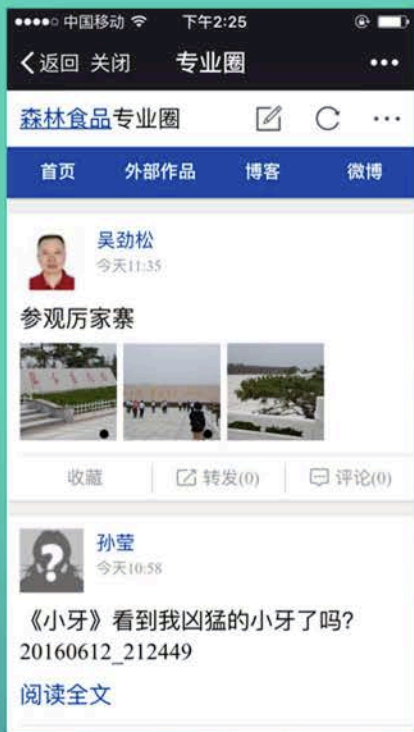 中国移动 下午2:25
返回 关闭 专业圈
森林食品专业圈
首页 外部作品 博客 微博
吴劲松
今天11:35
参观厉家寨
收藏 转发(0) 评论(0)
孙莹
今天10:58
《小牙》看到我凶猛的小牙了吗?
20160612_212449
阅读全文